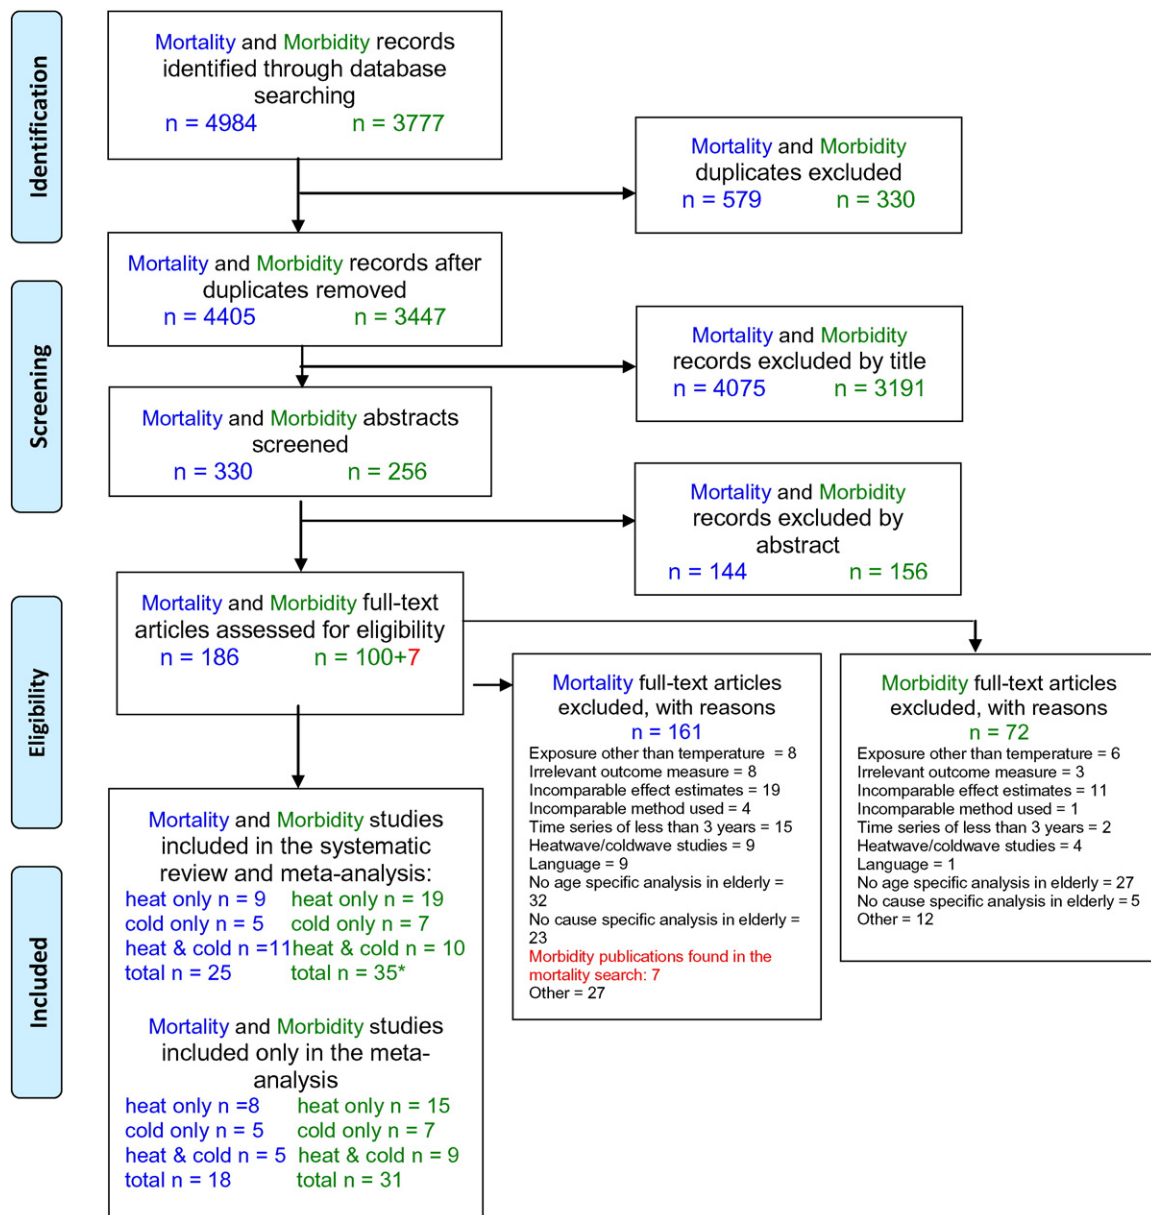 Identification
Mortality and Morbidity records
identified through database
searching
n = 4984 n = 3777
Mortality and Morbidity
duplicates excluded
n = 579 n = 330
Screening
Mortality and Morbidity records after
duplicates removed
n = 4405 n = 3447
Mortality and Morbidity
records excluded by title
n = 4075 n = 3191
Mortality and Morbidity abstracts
screened
n = 330 n = 256
Mortality and Morbidity
records excluded by
abstract
n = 144 n = 156
Eligibility
Mortality and Morbidity full-text
articles assessed for eligibility
n = 186 n = 100+7
Mortality full-text articles
excluded, with reasons
n = 161
Exposure other than temperature = 8
Irrelevant outcome measure = 8
Incomparable effect estimates = 19
Incomparable method used = 4
Time series of less than 3 years = 15
Heatwave/coldwave studies = 9
Language = 9
No age specific analysis in elderly =
32
No cause specific analysis in elderly =
23
Morbidity publications found in the
mortality search: 7
Other = 27
Morbidity full-text articles
excluded, with reasons
n = 72
Exposure other than temperature = 6
Irrelevant outcome measure = 3
Incomparable effect estimates = 11
Incomparable method used = 1
Time series of less than 3 years = 2
Heatwave/coldwave studies = 4
Language = 1
No age specific analysis in elderly = 27
No cause specific analysis in elderly = 5
Other = 12
Included
Mortality and Morbidity studies
included in the systematic
review and meta-analysis:
heat only n = 9 heat only n = 19
cold only n = 5 cold only n = 7
heat & cold n =11 heat & cold n = 10
total n = 25 total n = 35*
Mortality and Morbidity studies
included only in the meta-
analysis
heat only n =8 heat only n = 15
cold only n = 5 cold only n = 7
heat & cold n = 5 heat & cold n = 9
total n = 18 total n = 31